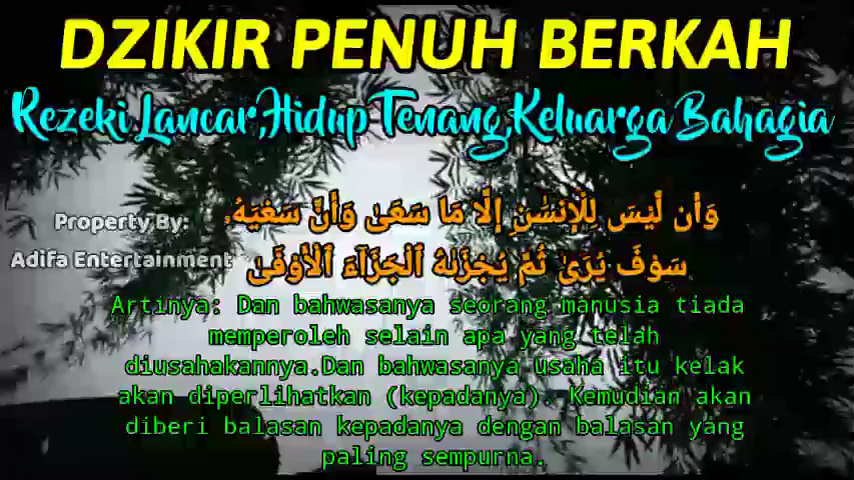 DZIKIR PENUH BERKAH
Rezeki Lancar,Hidup Tenang,Keluarga Bahagia
وَأَن لَّيْسَ لِلْإِنسَٰنِ إِلَّا مَا سَعَىٰ وَأَنَّ سَعْيَهُۥ
سَوْفَ يُرَىٰ ثُمَّ يُجْزَىٰهُ ٱلْجَزَآءَ ٱلْأَوْفَىٰ
Property By:
Adifa Entertainment
Artinya: Dan bahwasanya seorang manusia tiada
memperoleh selain apa yang telah
diusahakannya.Dan bahwasanya usaha itu kelak
akan diperlihatkan (kepadanya). Kemudian akan
diberi balasan kepadanya dengan balasan yang
paling sempurna.